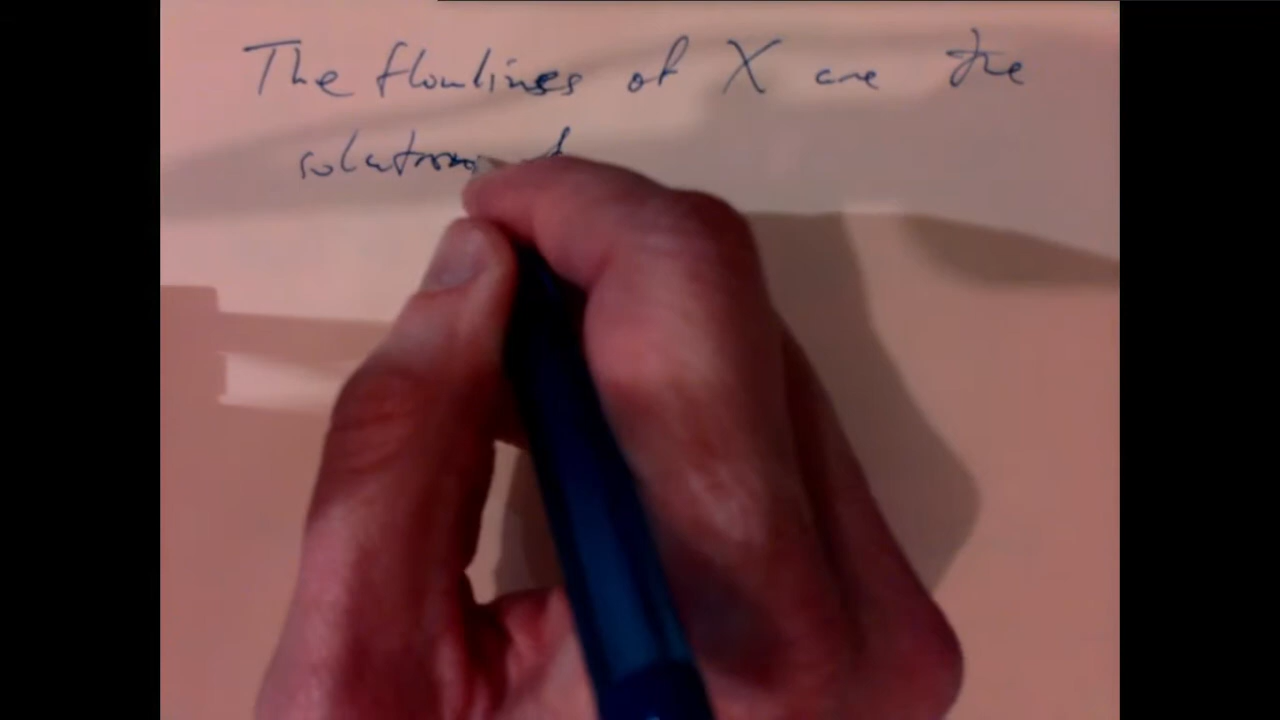 The flowlines of X are the
solutions